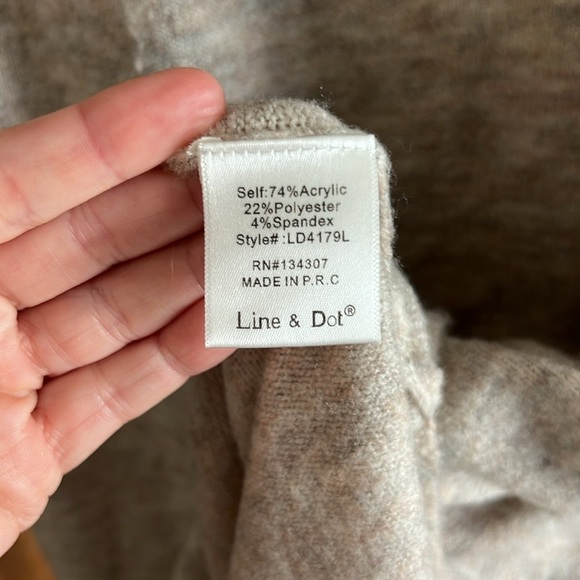 Self:74%Acrylic
22%Polyester
4%Spandex
Style#:LD4179L
RN#134307
MADE IN P.R.C
Line & Dot®